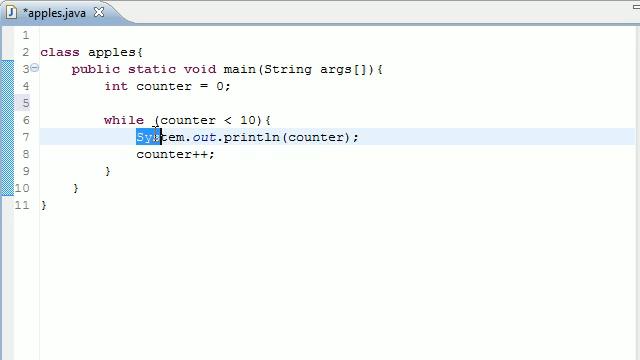 *apples.java
1
2 class apples{
3 public static void main(String args[]){
4 int counter = 0;
5
6 while (counter < 10){
7 System.out.println(counter);
8 counter++;
9 }
10 }
11 }